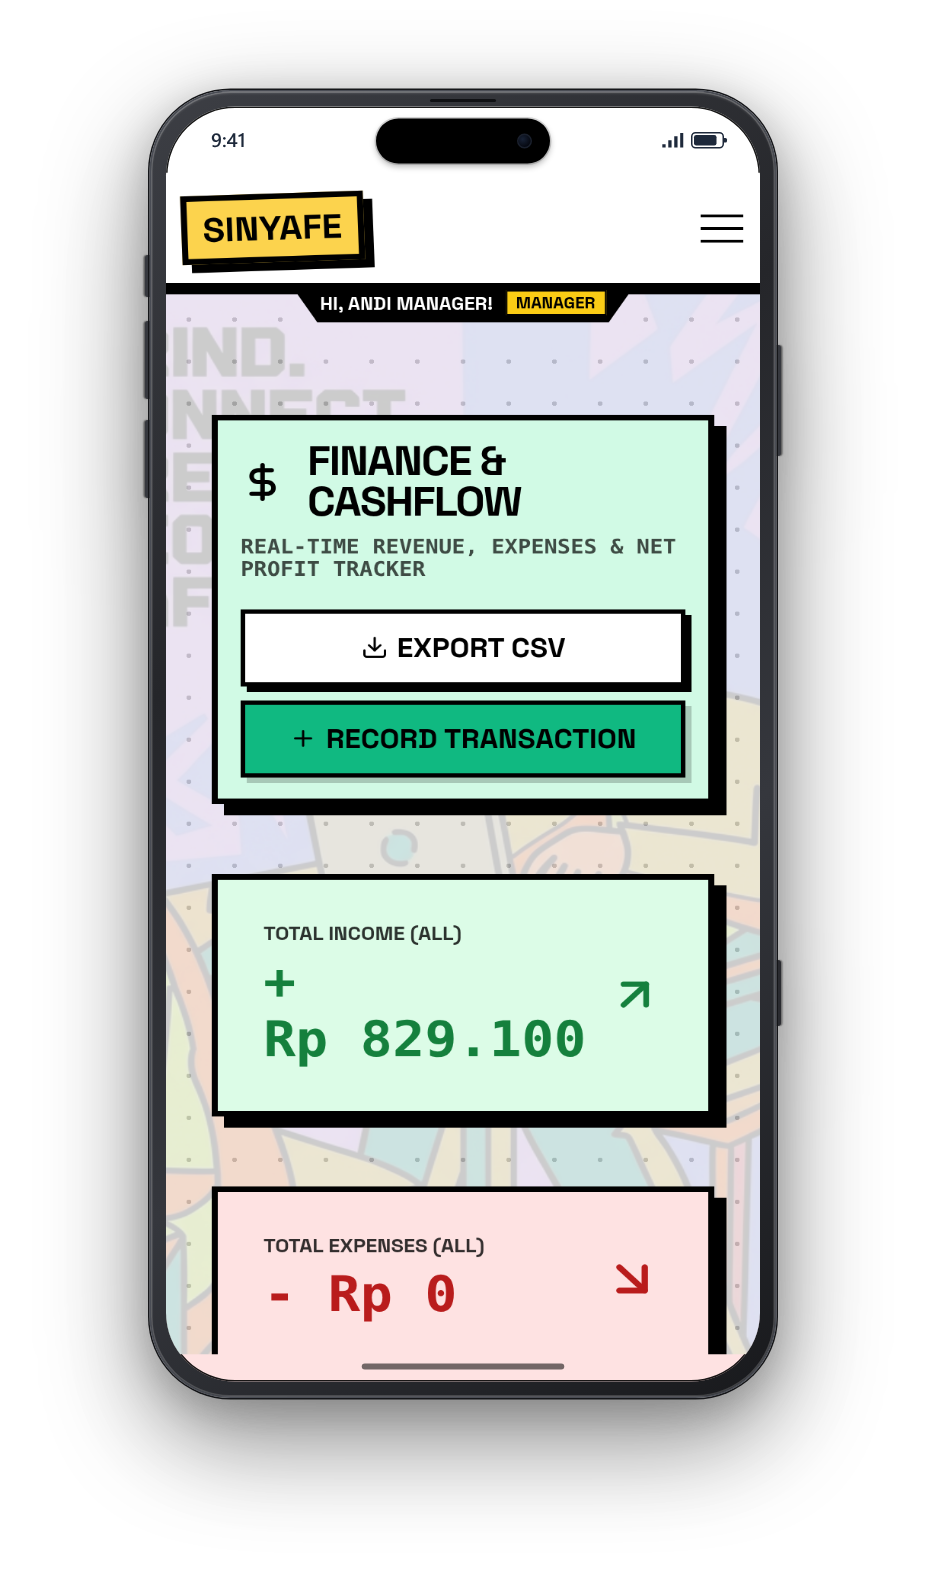 9:41
SINYAFE
HI, ANDI MANAGER! MANAGER
IND.
NNECT
FINANCE &
CASHFLOW
REAL-TIME REVENUE, EXPENSES & NET
PROFIT TRACKER
EXPORT CSV
+ RECORD TRANSACTION
TOTAL INCOME (ALL)
+
Rp 829.100
TOTAL EXPENSES (ALL)
- Rp 0